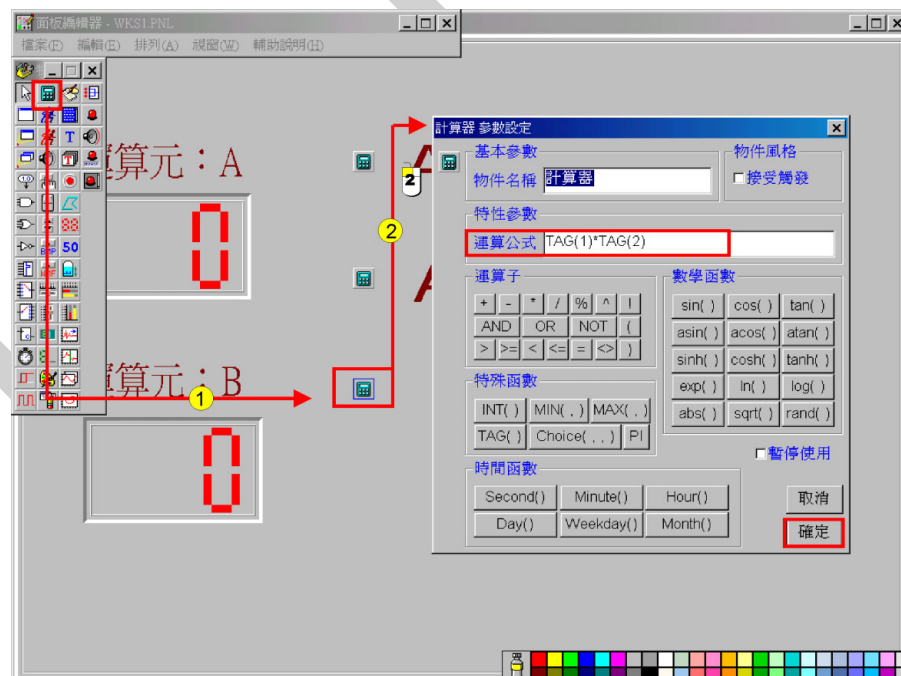 面板編輯器 - WKS1.PNL
檔案(F) 編輯(E) 排列(A) 視窗(W) 輔助說明(H)
T
50
運算元：A
0
運算元：B
0
1
2
2
計算器 參數設定
基本參數
物件名稱 計算器
物件風格
接受觸發
特性參數
運算公式 TAG(1)*TAG(2)
運算子
+ - * / % ^ !
AND OR NOT (
> >= < <= = <> )
數學函數
sin( ) cos( ) tan( )
asin( ) acos( ) atan( )
sinh( ) cosh( ) tanh( )
exp( ) ln( ) log( )
abs( ) sqrt( ) rand( )
特殊函數
INT( ) MIN( , ) MAX( , )
TAG( ) Choice( , , ) PI
暫停使用
時間函數
Second() Minute() Hour()
Day() Weekday() Month()
取消
確定